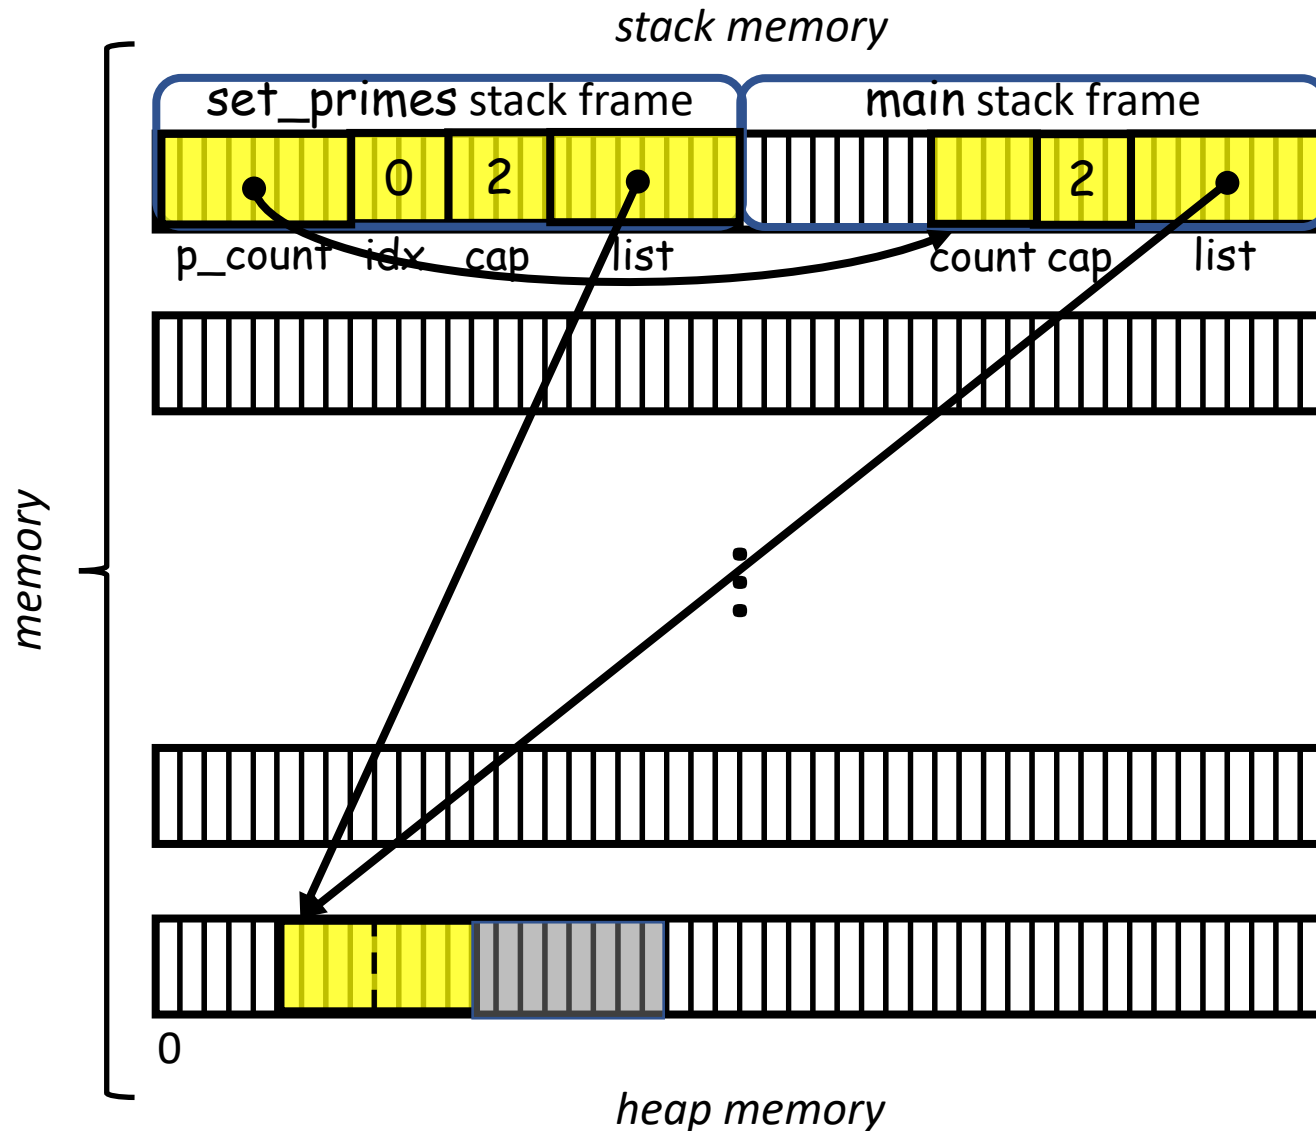 stack memory
set_primes stack frame main stack frame
0 2 2
p_count idx cap list count cap list
memory
0
heap memory